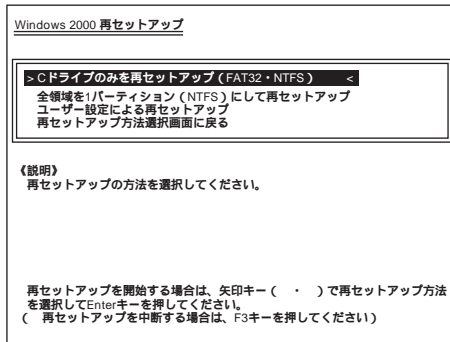 Windows 2000 再セットアップ
>Cドライブのみを再セットアップ(FAT32・NTFS) <
全領域を1パーティション(NTFS)にして再セットアップ
ユーザー設定による再セットアップ
再セットアップ方法選択画面に戻る
《説明》
再セットアップの方法を選択してください。
再セットアップを開始する場合は、矢印キー( ・ )で再セットアップ方法
を選択してEnterキーを押してください。
( 再セットアップを中断する場合は、F3キーを押してください)